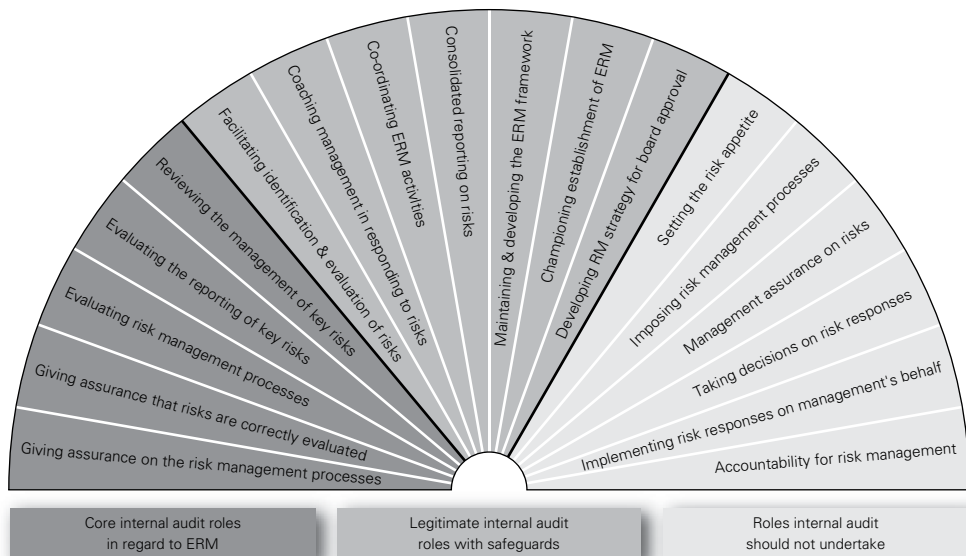 Giving assurance on the risk management processes
Giving assurance that risks are correctly evaluated
Evaluating risk management processes
Evaluating the reporting of key risks
Reviewing the management of key risks
Facilitating identification & evaluation of risks
Coaching management in responding to risks
Co-ordinating ERM activities
Consolidated reporting on risks
Maintaining & developing the ERM framework
Championing establishment of ERM
Developing RM strategy for board approval
Setting the risk appetite
Imposing risk management processes
Management assurance on risks
Taking decisions on risk responses
Implementing risk responses on management's behalf
Accountability for risk management
Core internal audit roles
in regard to ERM
Legitimate internal audit
roles with safeguards
Roles internal audit
should not undertake